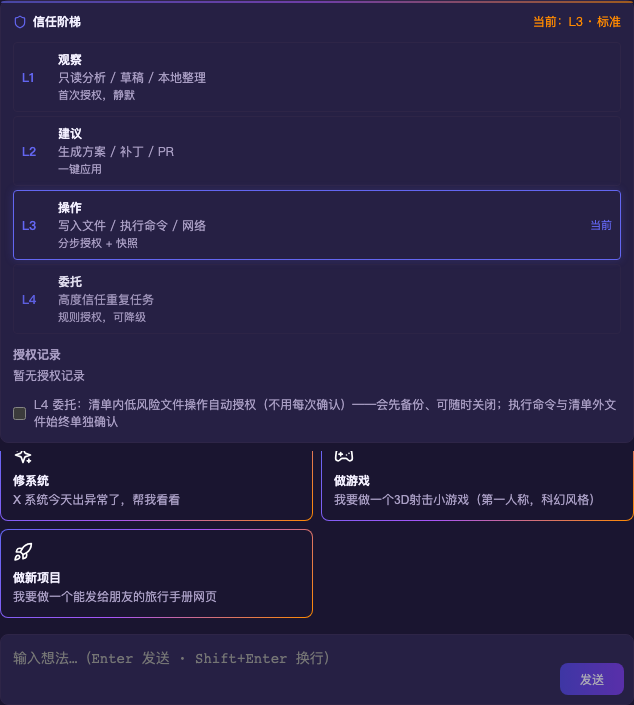 信任阶梯
当前：L3 · 标准
观察
L1
只读分析 / 草稿 / 本地整理
首次授权，静默
建议
L2
生成方案 / 补丁 / PR
一键应用
操作
L3
写入文件 / 执行命令 / 网络
当前
分步授权 + 快照
委托
L4
高度信任重复任务
规则授权，可降级
授权记录
暂无授权记录
L4 委托：清单内低风险文件操作自动授权（不用每次确认）——会先备份、可随时关闭；执行命令与清单外文
件始终单独确认
修系统
X 系统今天出异常了，帮我看看
做游戏
我要做一个3D射击小游戏（第一人称，科幻风格）
做新项目
我要做一个能发给朋友的旅行手册网页
输入想法…（Enter 发送 · Shift+Enter 换行）
发送